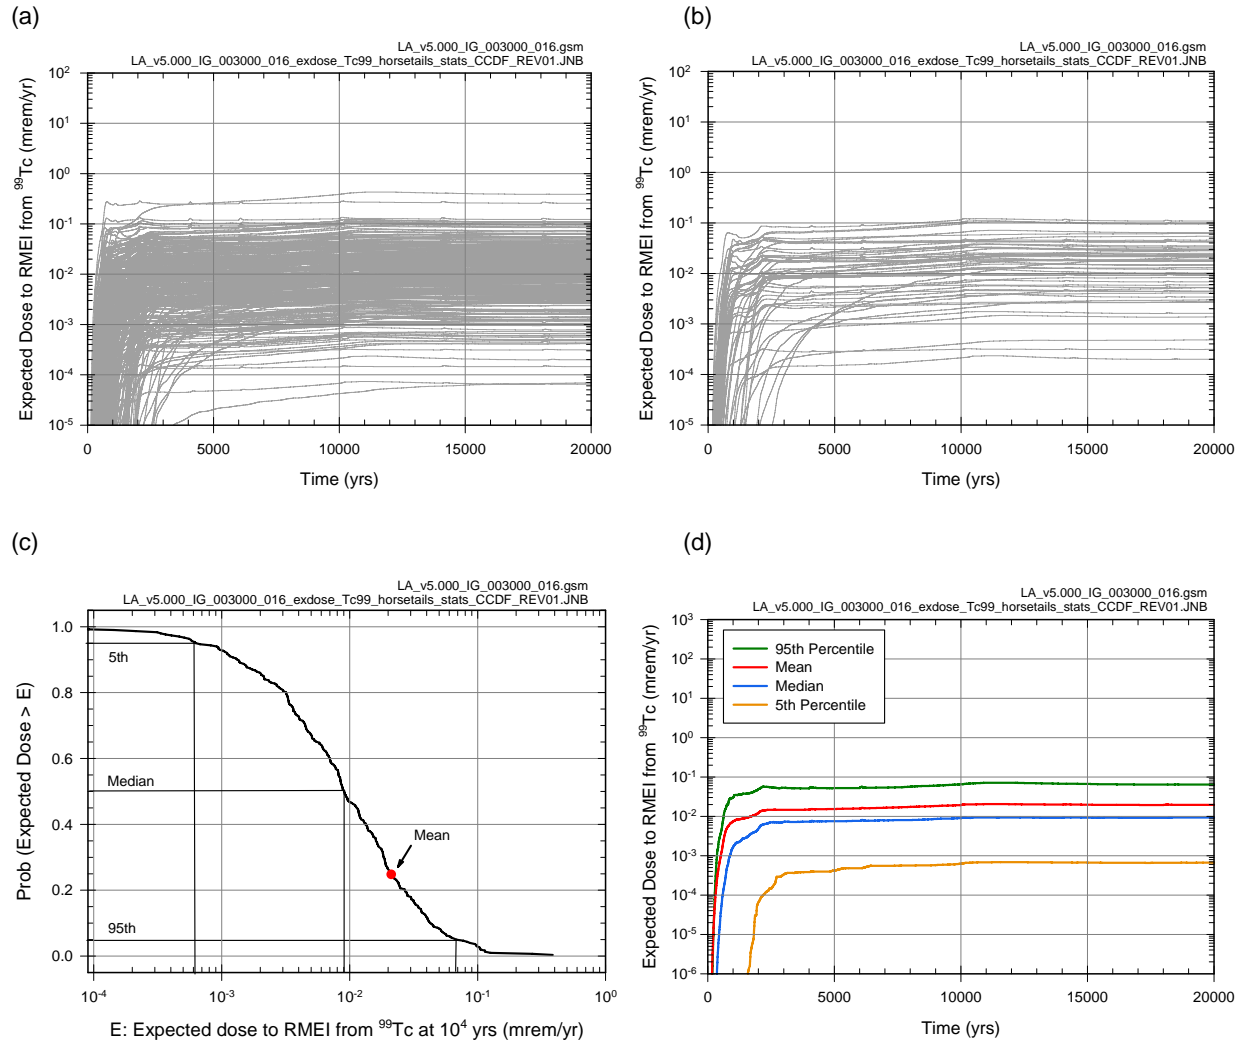 (a)
LA_v5.000_IG_003000_016.gsm
LA_v5.000_IG_003000_016_exdose_Tc99_horsetails_stats_CCDF_REV01.JNB
Expected Dose to RMEI from ⁹⁹Tc (mrem/yr)
10²
10¹
10⁰
10⁻¹
10⁻²
10⁻³
10⁻⁴
10⁻⁵
0 5000 10000 15000 20000
Time (yrs)
(b)
LA_v5.000_IG_003000_016.gsm
LA_v5.000_IG_003000_016_exdose_Tc99_horsetails_stats_CCDF_REV01.JNB
Expected Dose to RMEI from ⁹⁹Tc (mrem/yr)
10²
10¹
10⁰
10⁻¹
10⁻²
10⁻³
10⁻⁴
10⁻⁵
0 5000 10000 15000 20000
Time (yrs)
(c)
LA_v5.000_IG_003000_016.gsm
LA_v5.000_IG_003000_016_exdose_Tc99_horsetails_stats_CCDF_REV01.JNB
Prob (Expected Dose > E)
1.0
0.8
0.6
0.4
0.2
0.0
5th
Median
Mean
95th
10⁻⁴ 10⁻³ 10⁻² 10⁻¹ 10⁰
E: Expected dose to RMEI from ⁹⁹Tc at 10⁴ yrs (mrem/yr)
(d)
LA_v5.000_IG_003000_016.gsm
LA_v5.000_IG_003000_016_exdose_Tc99_horsetails_stats_CCDF_REV01.JNB
Expected Dose to RMEI from ⁹⁹Tc (mrem/yr)
10³
10²
10¹
10⁰
10⁻¹
10⁻²
10⁻³
10⁻⁴
10⁻⁵
10⁻⁶
95th Percentile
Mean
Median
5th Percentile
0 5000 10000 15000 20000
Time (yrs)